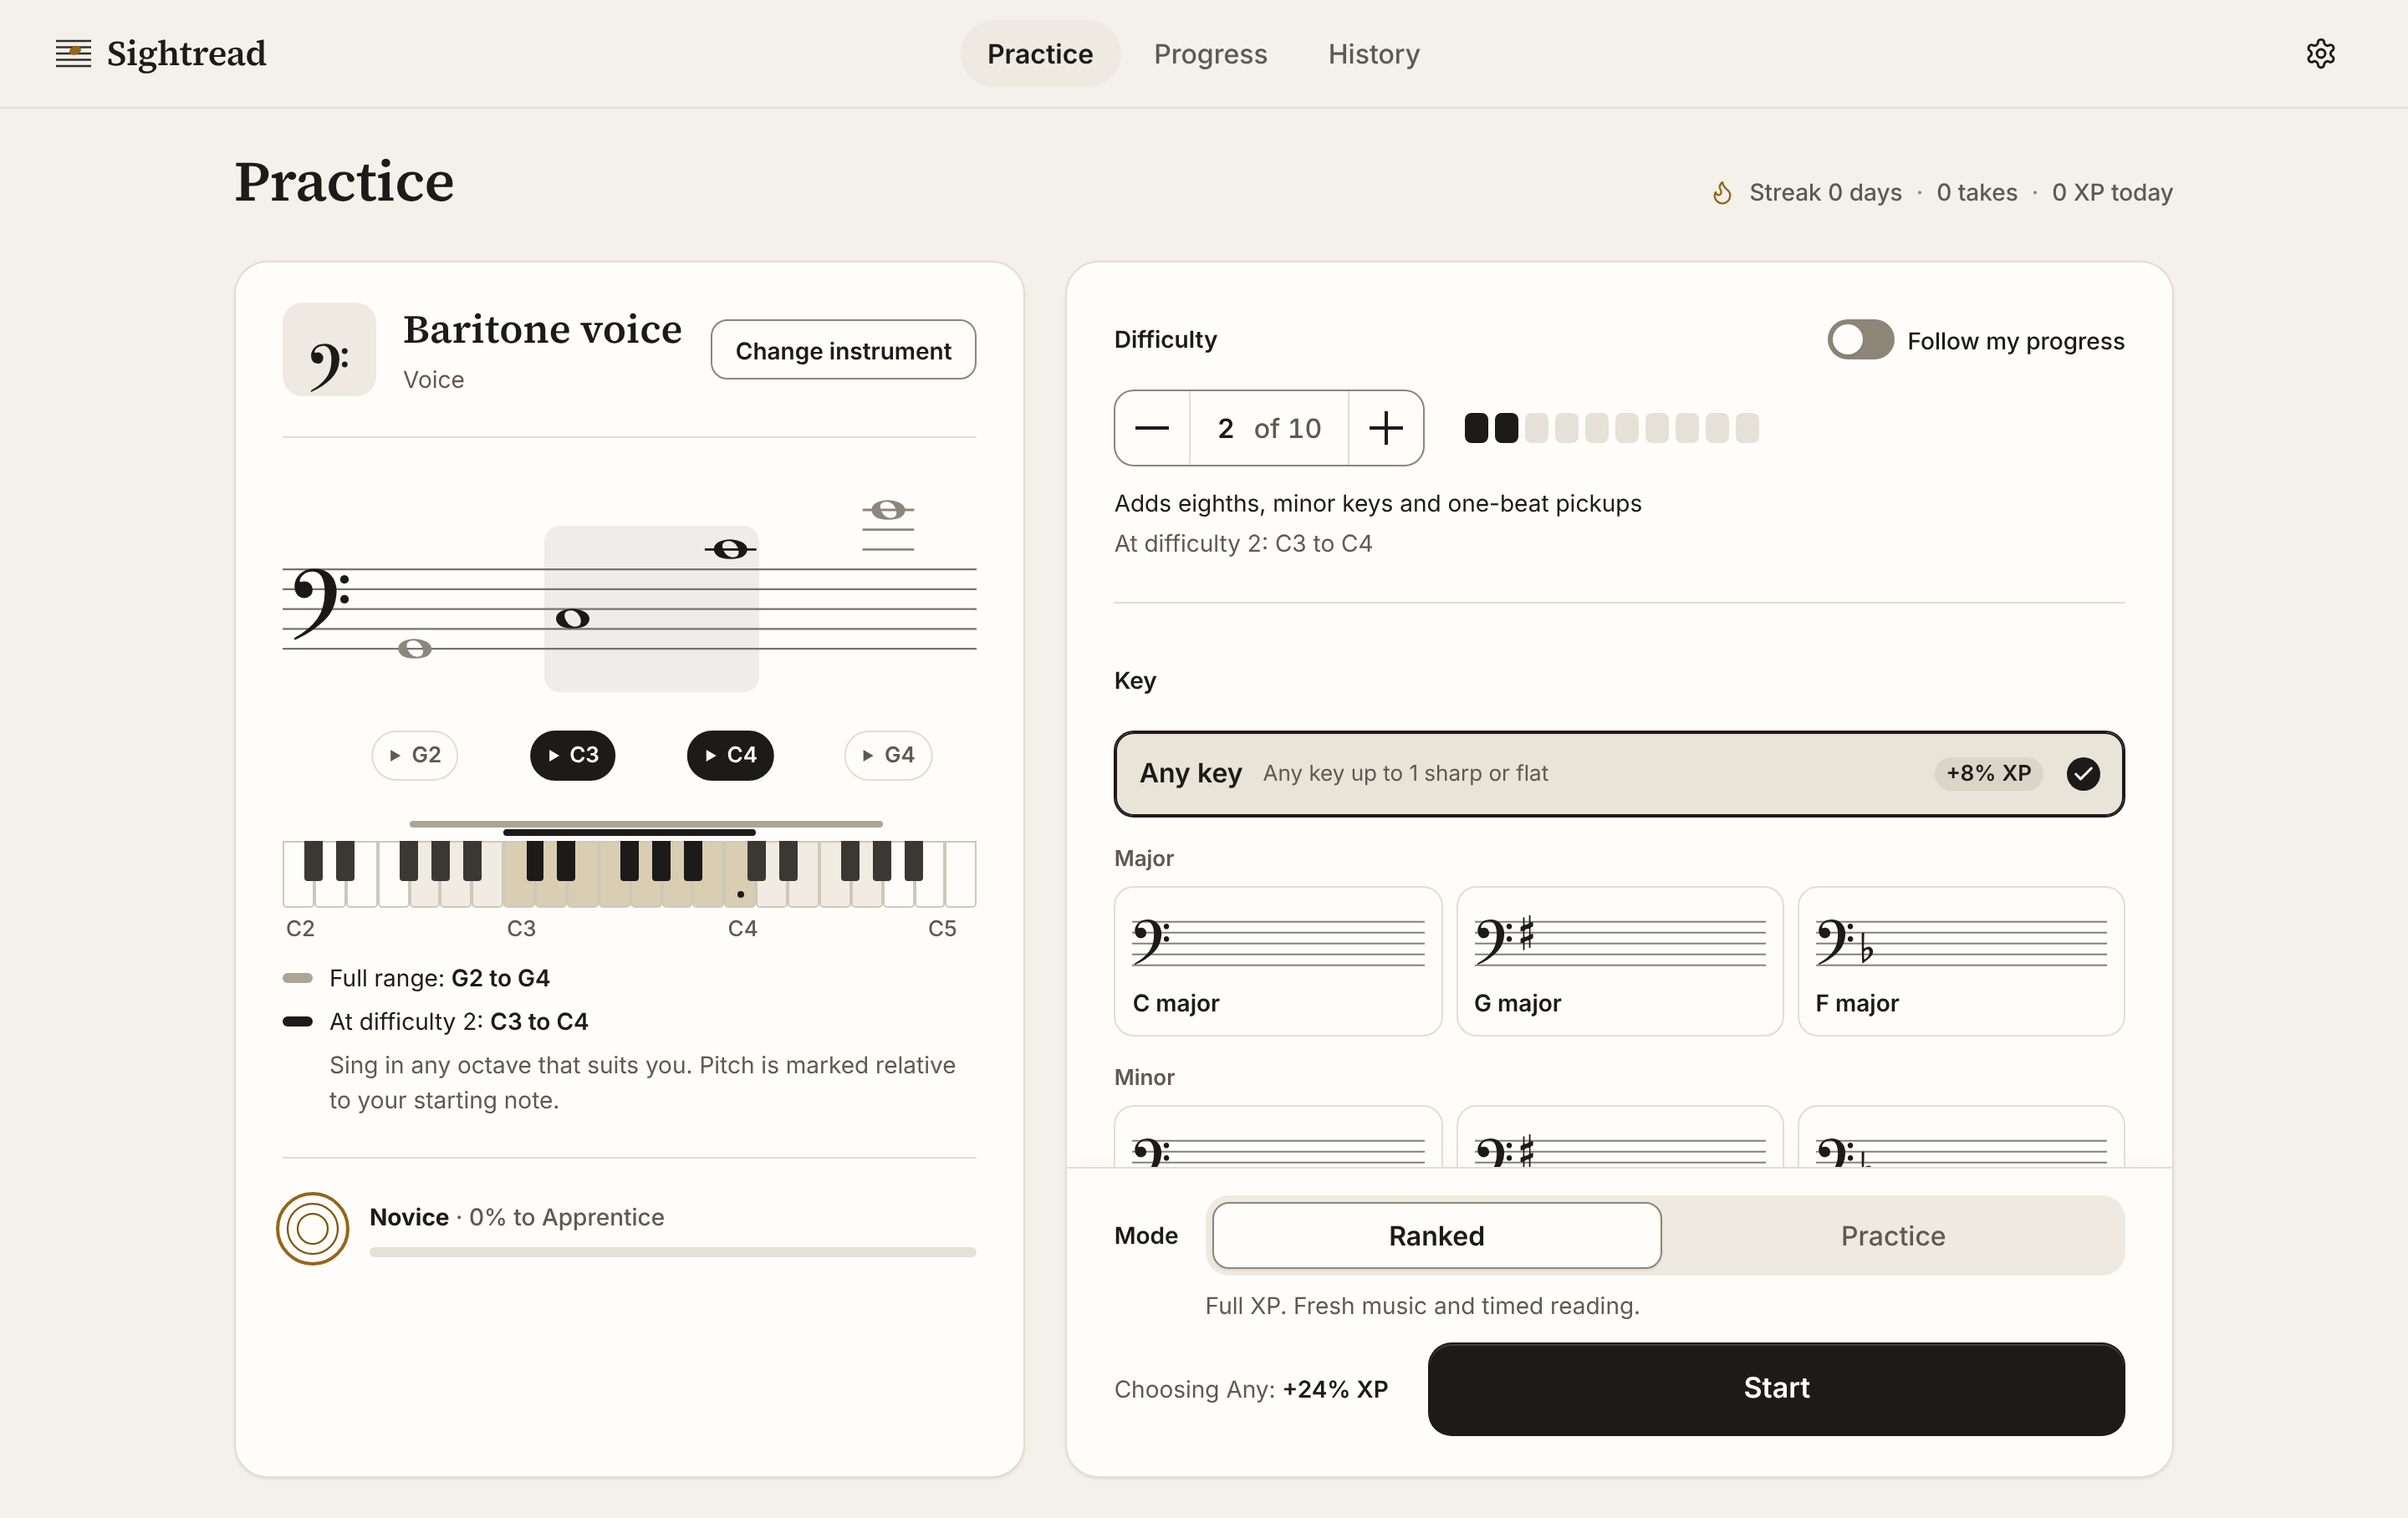 Sightread
Practice
Progress
History
Practice
Streak 0 days · 0 takes · 0 XP today
Baritone voice
Voice
Change instrument
G2
C3
C4
G4
C2
C3
C4
C5
Full range: G2 to G4
At difficulty 2: C3 to C4
Sing in any octave that suits you. Pitch is marked relative
to your starting note.
Novice · 0% to Apprentice
Difficulty
Follow my progress
2 of 10
Adds eighths, minor keys and one-beat pickups
At difficulty 2: C3 to C4
Key
Any key Any key up to 1 sharp or flat +8% XP
Major
C major
G major
F major
Minor
Mode
Ranked
Practice
Full XP. Fresh music and timed reading.
Choosing Any: +24% XP
Start